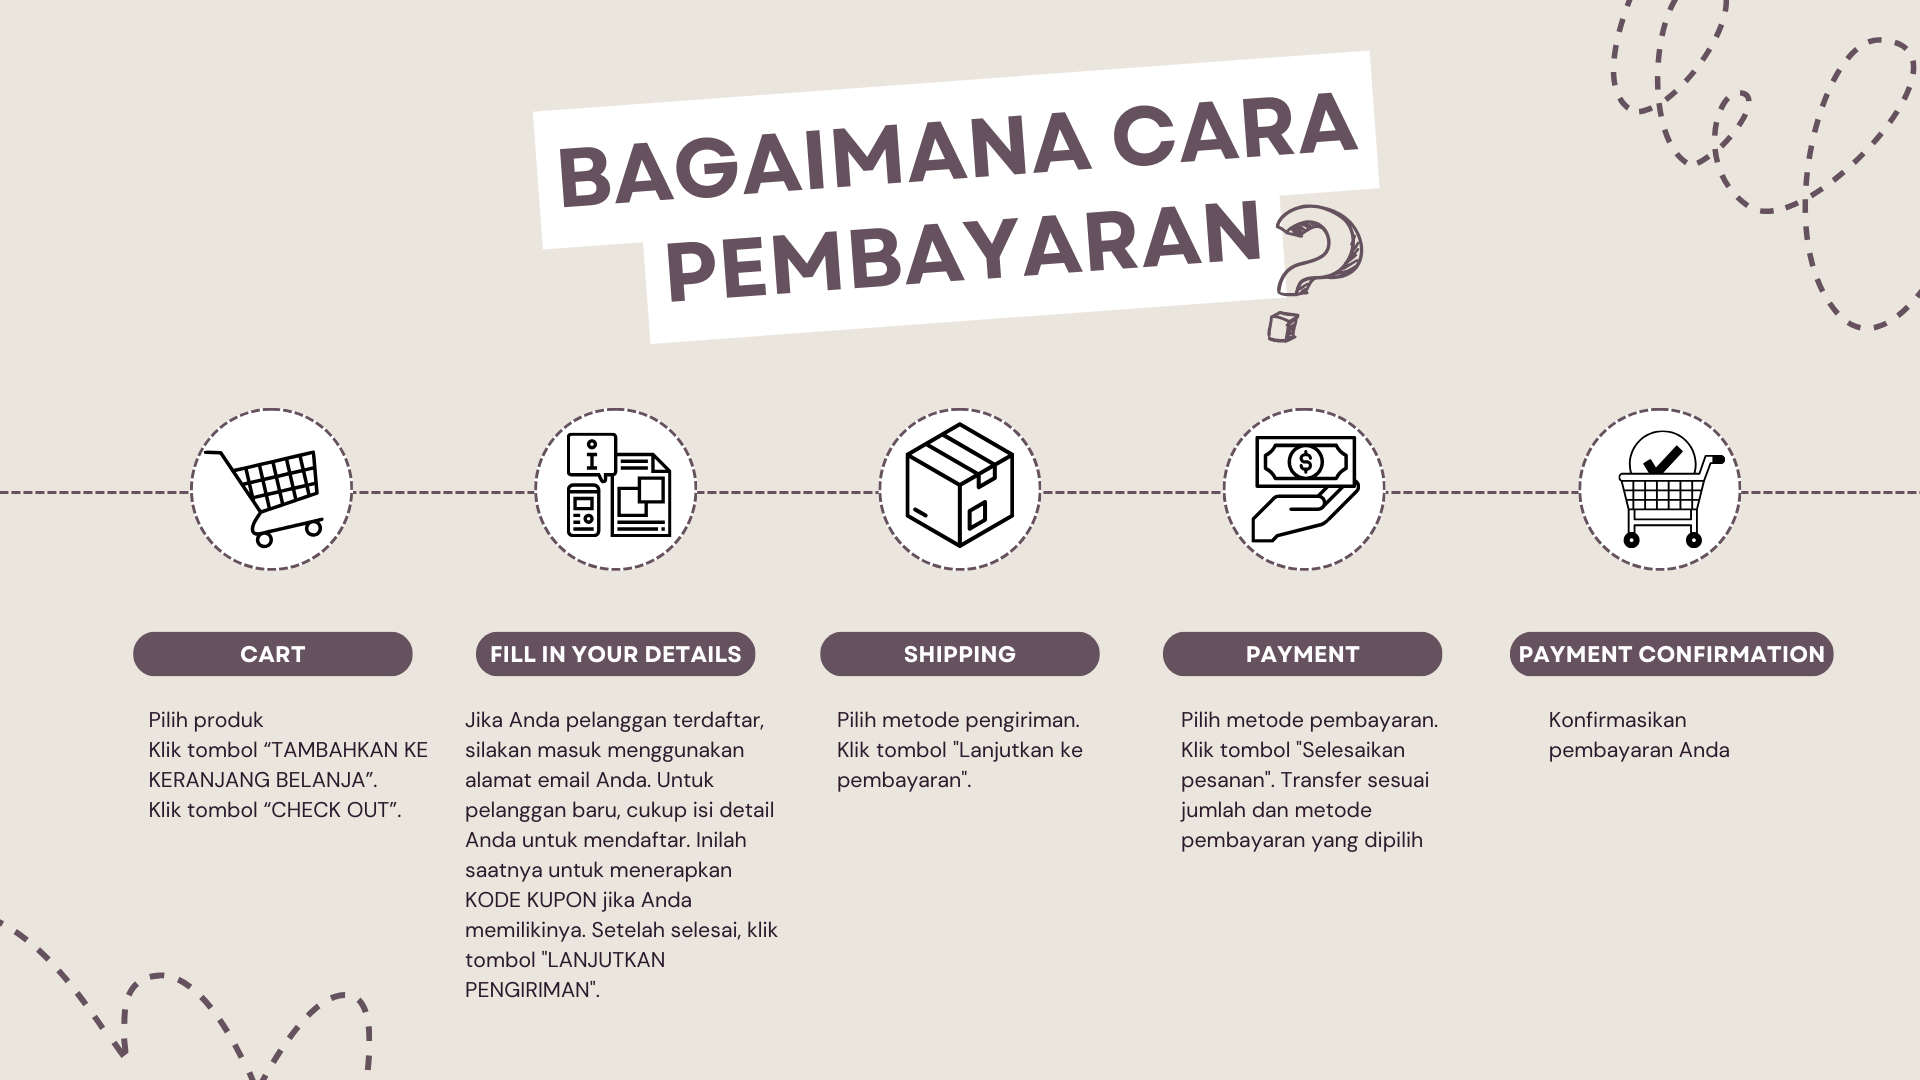 BAGAIMANA CARA
PEMBAYARAN?
CART
Pilih produk
Klik tombol “TAMBAHKAN KE
KERANJANG BELANJA”.
Klik tombol “CHECK OUT”.
FILL IN YOUR DETAILS
Jika Anda pelanggan terdaftar,
silakan masuk menggunakan
alamat email Anda. Untuk
pelanggan baru, cukup isi detail
Anda untuk mendaftar. Inilah
saatnya untuk menerapkan
KODE KUPON jika Anda
memilikinya. Setelah selesai, klik
tombol "LANJUTKAN
PENGIRIMAN".
SHIPPING
Pilih metode pengiriman.
Klik tombol "Lanjutkan ke
pembayaran".
PAYMENT
Pilih metode pembayaran.
Klik tombol "Selesaikan
pesanan". Transfer sesuai
jumlah dan metode
pembayaran yang dipilih
PAYMENT CONFIRMATION
Konfirmasikan
pembayaran Anda